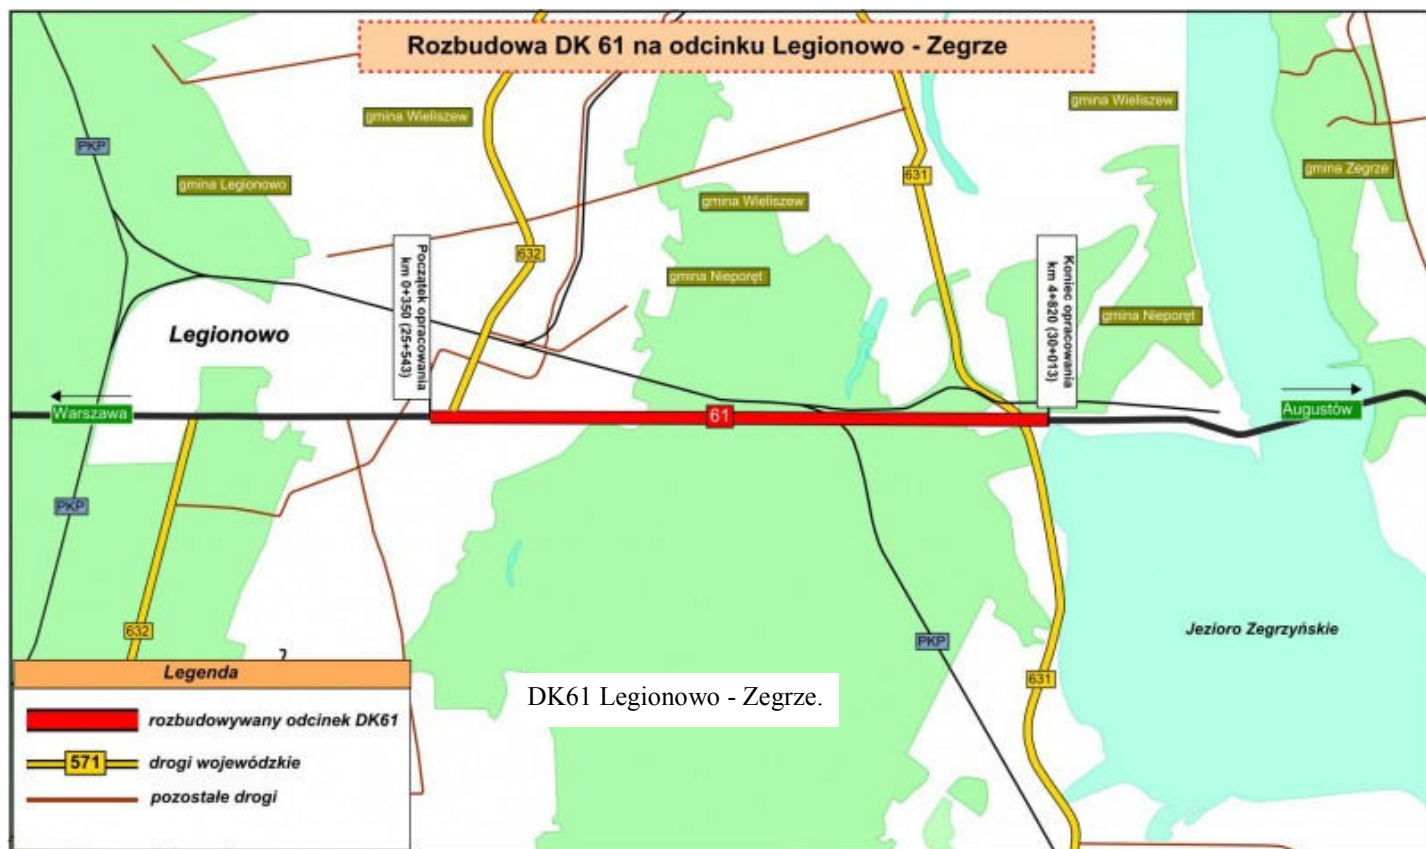 Rozbudowa DK 61 na odcinku Legionowo - Zegrze
gmina Wieliszew
gmina Wieliszew
PKP
gmina Zegrze
631
gmina Legionowo
gmina Wieliszew
632
Początek opracowania
km 0+350 (25+543)
Koniec opracowania
km 4+820 (30+013)
gmina Nieporęt
gmina Nieporęt
Legionowo
Warszawa
61
Augustów
PKP
632
PKP
Jezioro Zegrzyńskie
631
Legenda
rozbudowywany odcinek DK61
571
drogi wojewódzkie
pozostałe drogi
DK61 Legionowo - Zegrze.